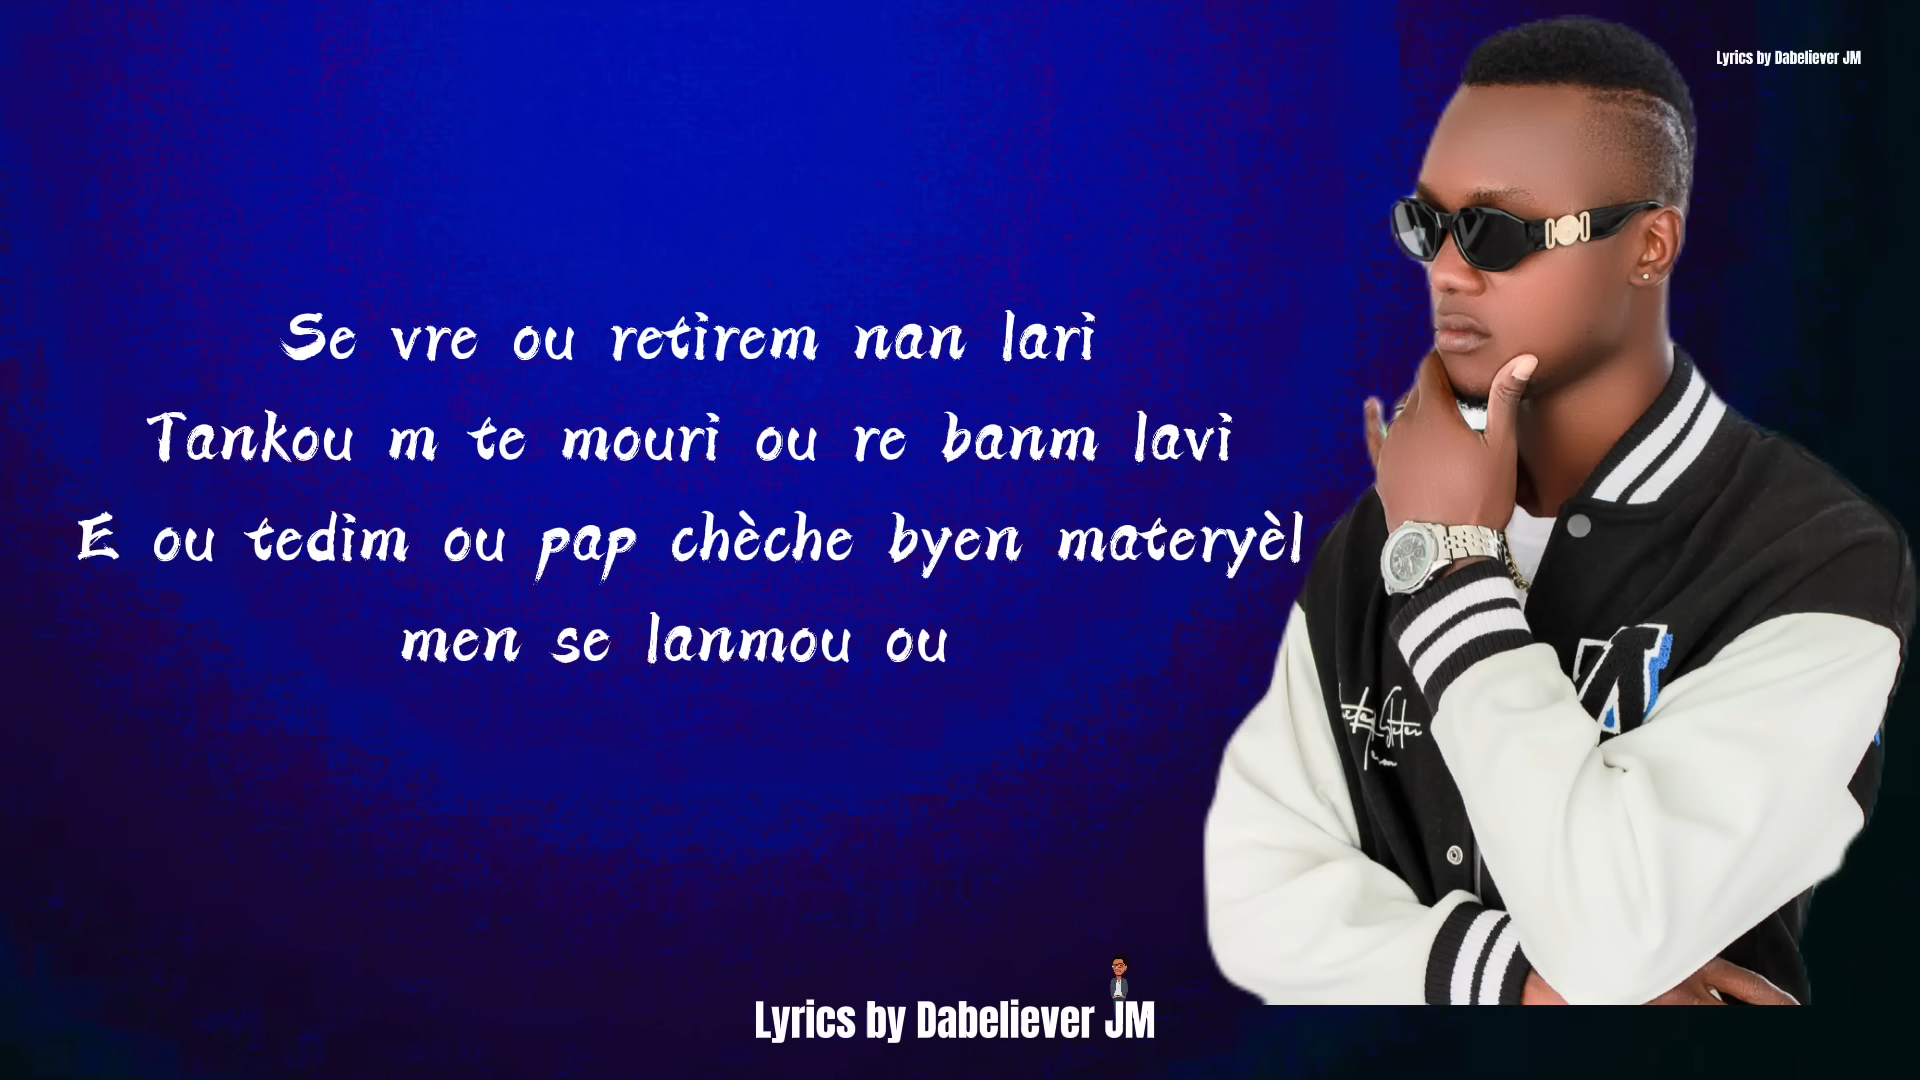 Lyrics by Dabeliever JM
Se vre ou retirem nan lari
Tankou m te mouri ou re banm lavi
E ou tedim ou pap chèche byen materyèl
men se lanmou ou
Lyrics by Dabeliever JM